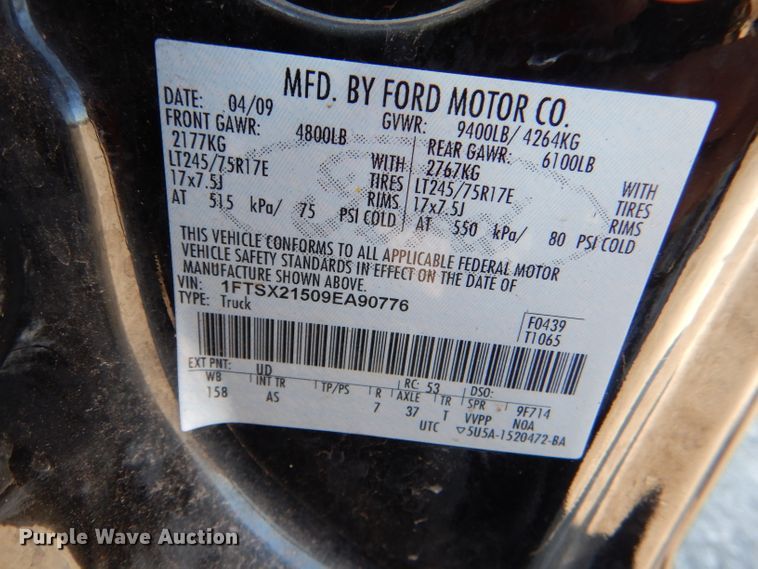 MFD. BY FORD MOTOR CO.
DATE: 04/09 GVWR: 9400LB/ 4264KG
FRONT GAWR: 4800LB REAR GAWR: 6100LB
2177KG WITH 2767KG WITH
LT245/75R17E TIRES LT245/75R17E TIRES
17x7.5J RIMS 17x7.5J RIMS
AT 515 kPa/ 75 PSI COLD AT 550 kPa/ 80 PSI COLD
THIS VEHICLE CONFORMS TO ALL APPLICABLE FEDERAL MOTOR
VEHICLE SAFETY STANDARDS IN EFFECT ON THE DATE OF
MANUFACTURE SHOWN ABOVE.
VIN: 1FTSX21509EA90776
TYPE: Truck
F0439
T1065
EXT PNT: UD RC: 53 DSO:
WB INT TR TP/PS R AXLE TR SPR 9F714
158 AS 7 37 T VVPP NOA
UTC ▽5U5A-1520472-BA
Purple Wave Auction